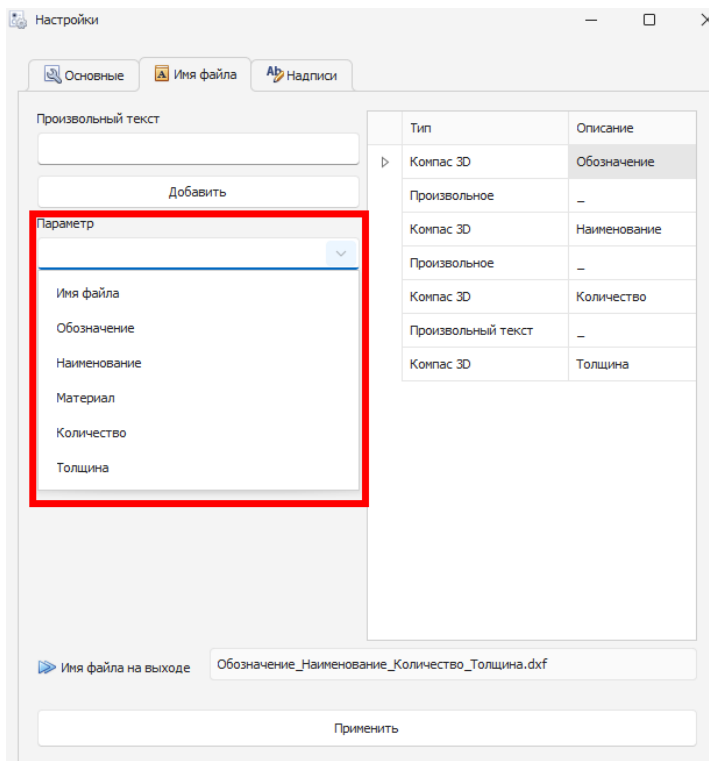 Настройки
Основные
Имя файла
Надписи
Произвольный текст
Добавить
Параметр
Имя файла
Обозначение
Наименование
Материал
Количество
Толщина
Тип Описание
Компас 3D Обозначение
Произвольное _
Компас 3D Наименование
Произвольное _
Компас 3D Количество
Произвольный текст _
Компас 3D Толщина
Имя файла на выходе Обозначение_Наименование_Количество_Толщина.dxf
Применить